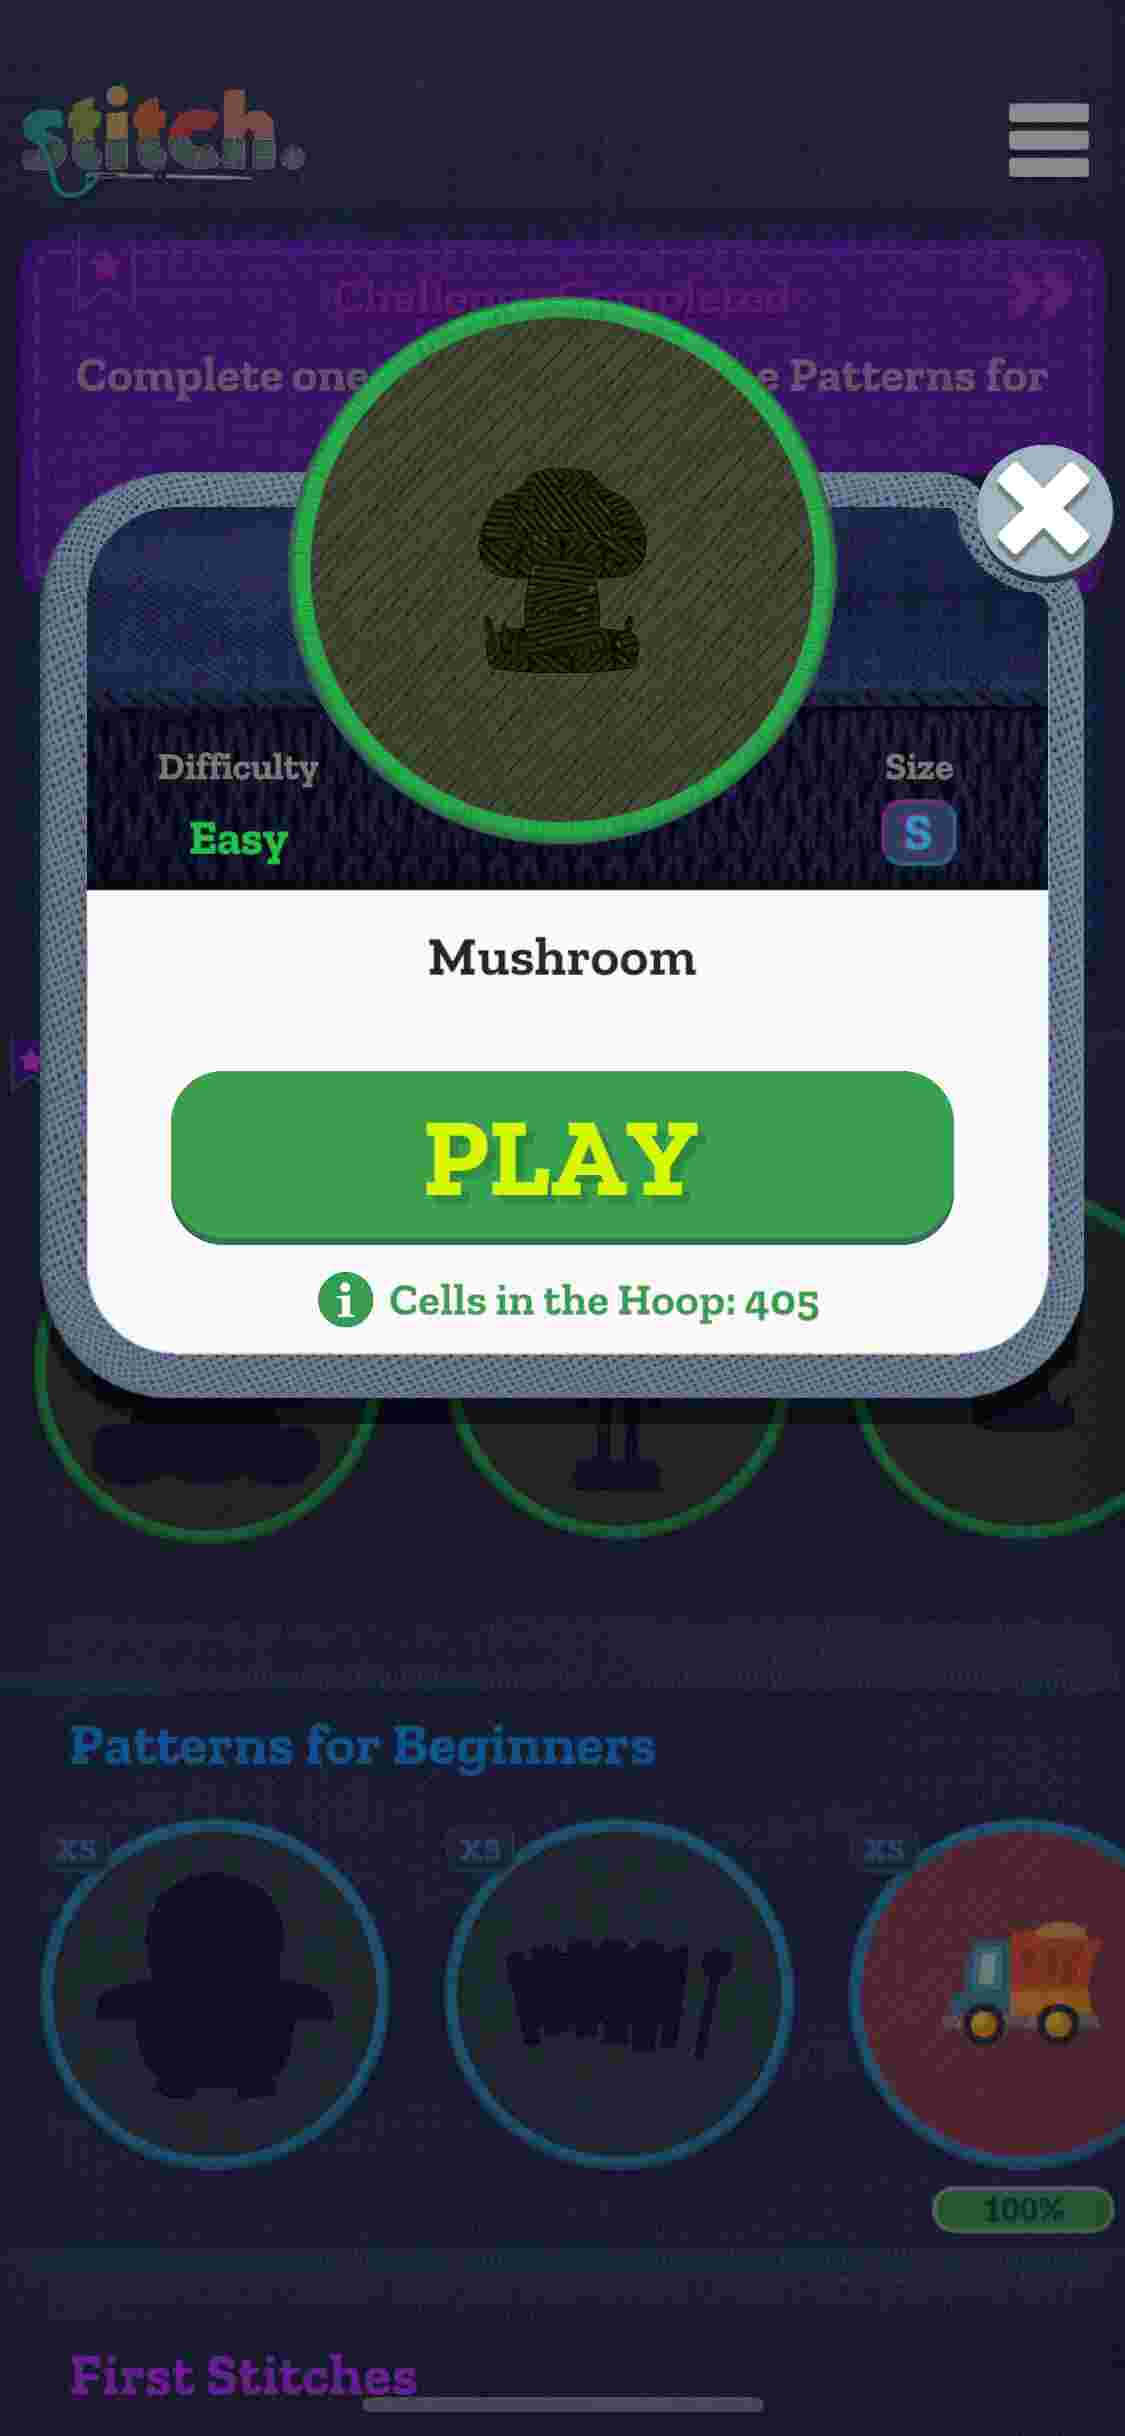 stitch.
Challenge Completed
Complete one e Patterns for
Difficulty
Size
Easy
S
Mushroom
PLAY
Cells in the Hoop: 405
Patterns for Beginners
XS
XS
XS
100%
First Stitches